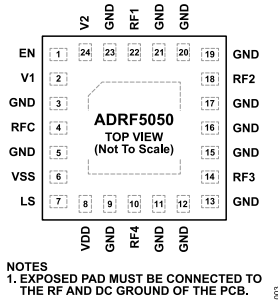 V2
GND
RF1
GND
GND
24
23
22
21
20
EN 1
19 GND
V1 2
18 RF2
GND 3
17 GND
RFC 4
16 GND
GND 5
15 GND
VSS 6
14 RF3
LS 7
13 GND
ADRF5050
TOP VIEW
(Not To Scale)
8
9
10
11
12
VDD
GND
RF4
GND
GND
NOTES
1. EXPOSED PAD MUST BE CONNECTED TO
THE RF AND DC GROUND OF THE PCB.
002